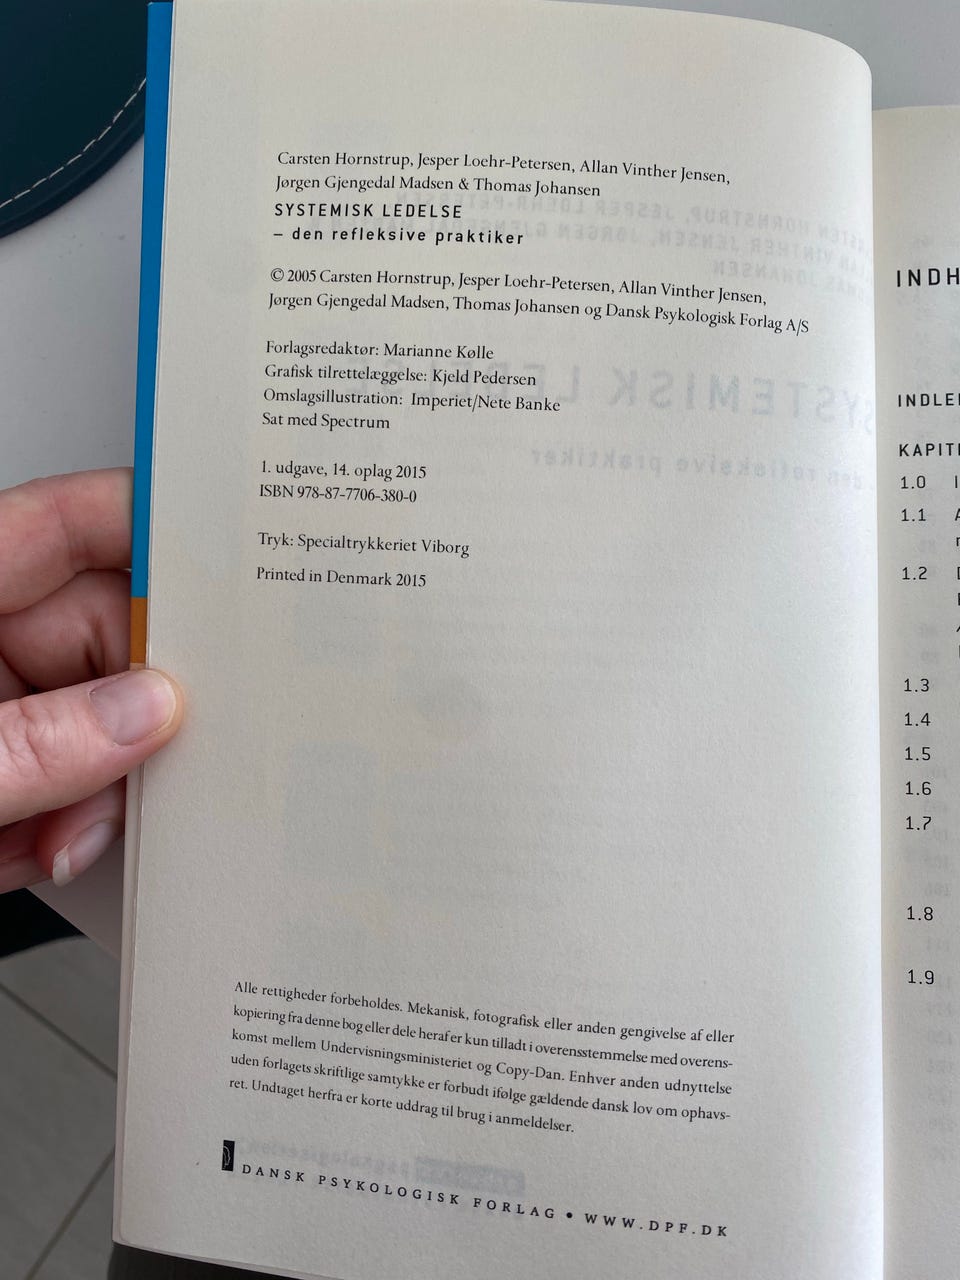 Carsten Hornstrup, Jesper Loehr-Petersen, Allan Vinther Jensen,
Jørgen Gjengedal Madsen & Thomas Johansen
SYSTEMISK LEDELSE
– den refleksive praktiker
© 2005 Carsten Hornstrup, Jesper Loehr-Petersen, Allan Vinther Jensen,
Jørgen Gjengedal Madsen, Thomas Johansen og Dansk Psykologisk Forlag A/S
Forlagsredaktør: Marianne Kølle
Grafisk tilrettelæggelse: Kjeld Pedersen
Omslagsillustration: Imperiet/Nete Banke
Sat med Spectrum
1. udgave, 14. oplag 2015
ISBN 978-87-7706-380-0
Tryk: Specialtrykkeriet Viborg
Printed in Denmark 2015
Alle rettigheder forbeholdes. Mekanisk, fotografisk eller anden gengivelse af eller
kopiering fra denne bog eller dele heraf er kun tilladt i overensstemmelse med overens-
komst mellem Undervisningsministeriet og Copy-Dan. Enhver anden udnyttelse
uden forlagets skriftlige samtykke er forbudt ifølge gældende dansk lov om ophavs-
ret. Undtaget herfra er korte uddrag til brug i anmeldelser.
DANSK PSYKOLOGISK FORLAG • WWW.DPF.DK
INDH
INDLE
KAPIT
1.0
1.1
1.2
1.3
1.4
1.5
1.6
1.7
1.8
1.9